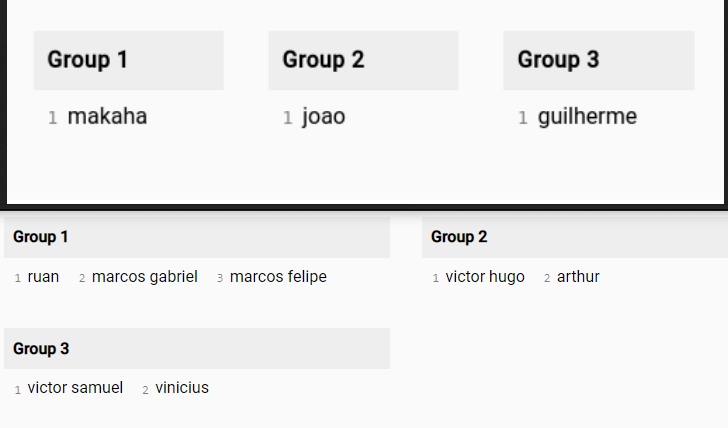 Group 1 Group 2 Group 3
1 makaha 1 joao 1 guilherme
Group 1 Group 2
1 ruan 2 marcos gabriel 3 marcos felipe 1 victor hugo 2 arthur
Group 3
1 victor samuel 2 vinicius